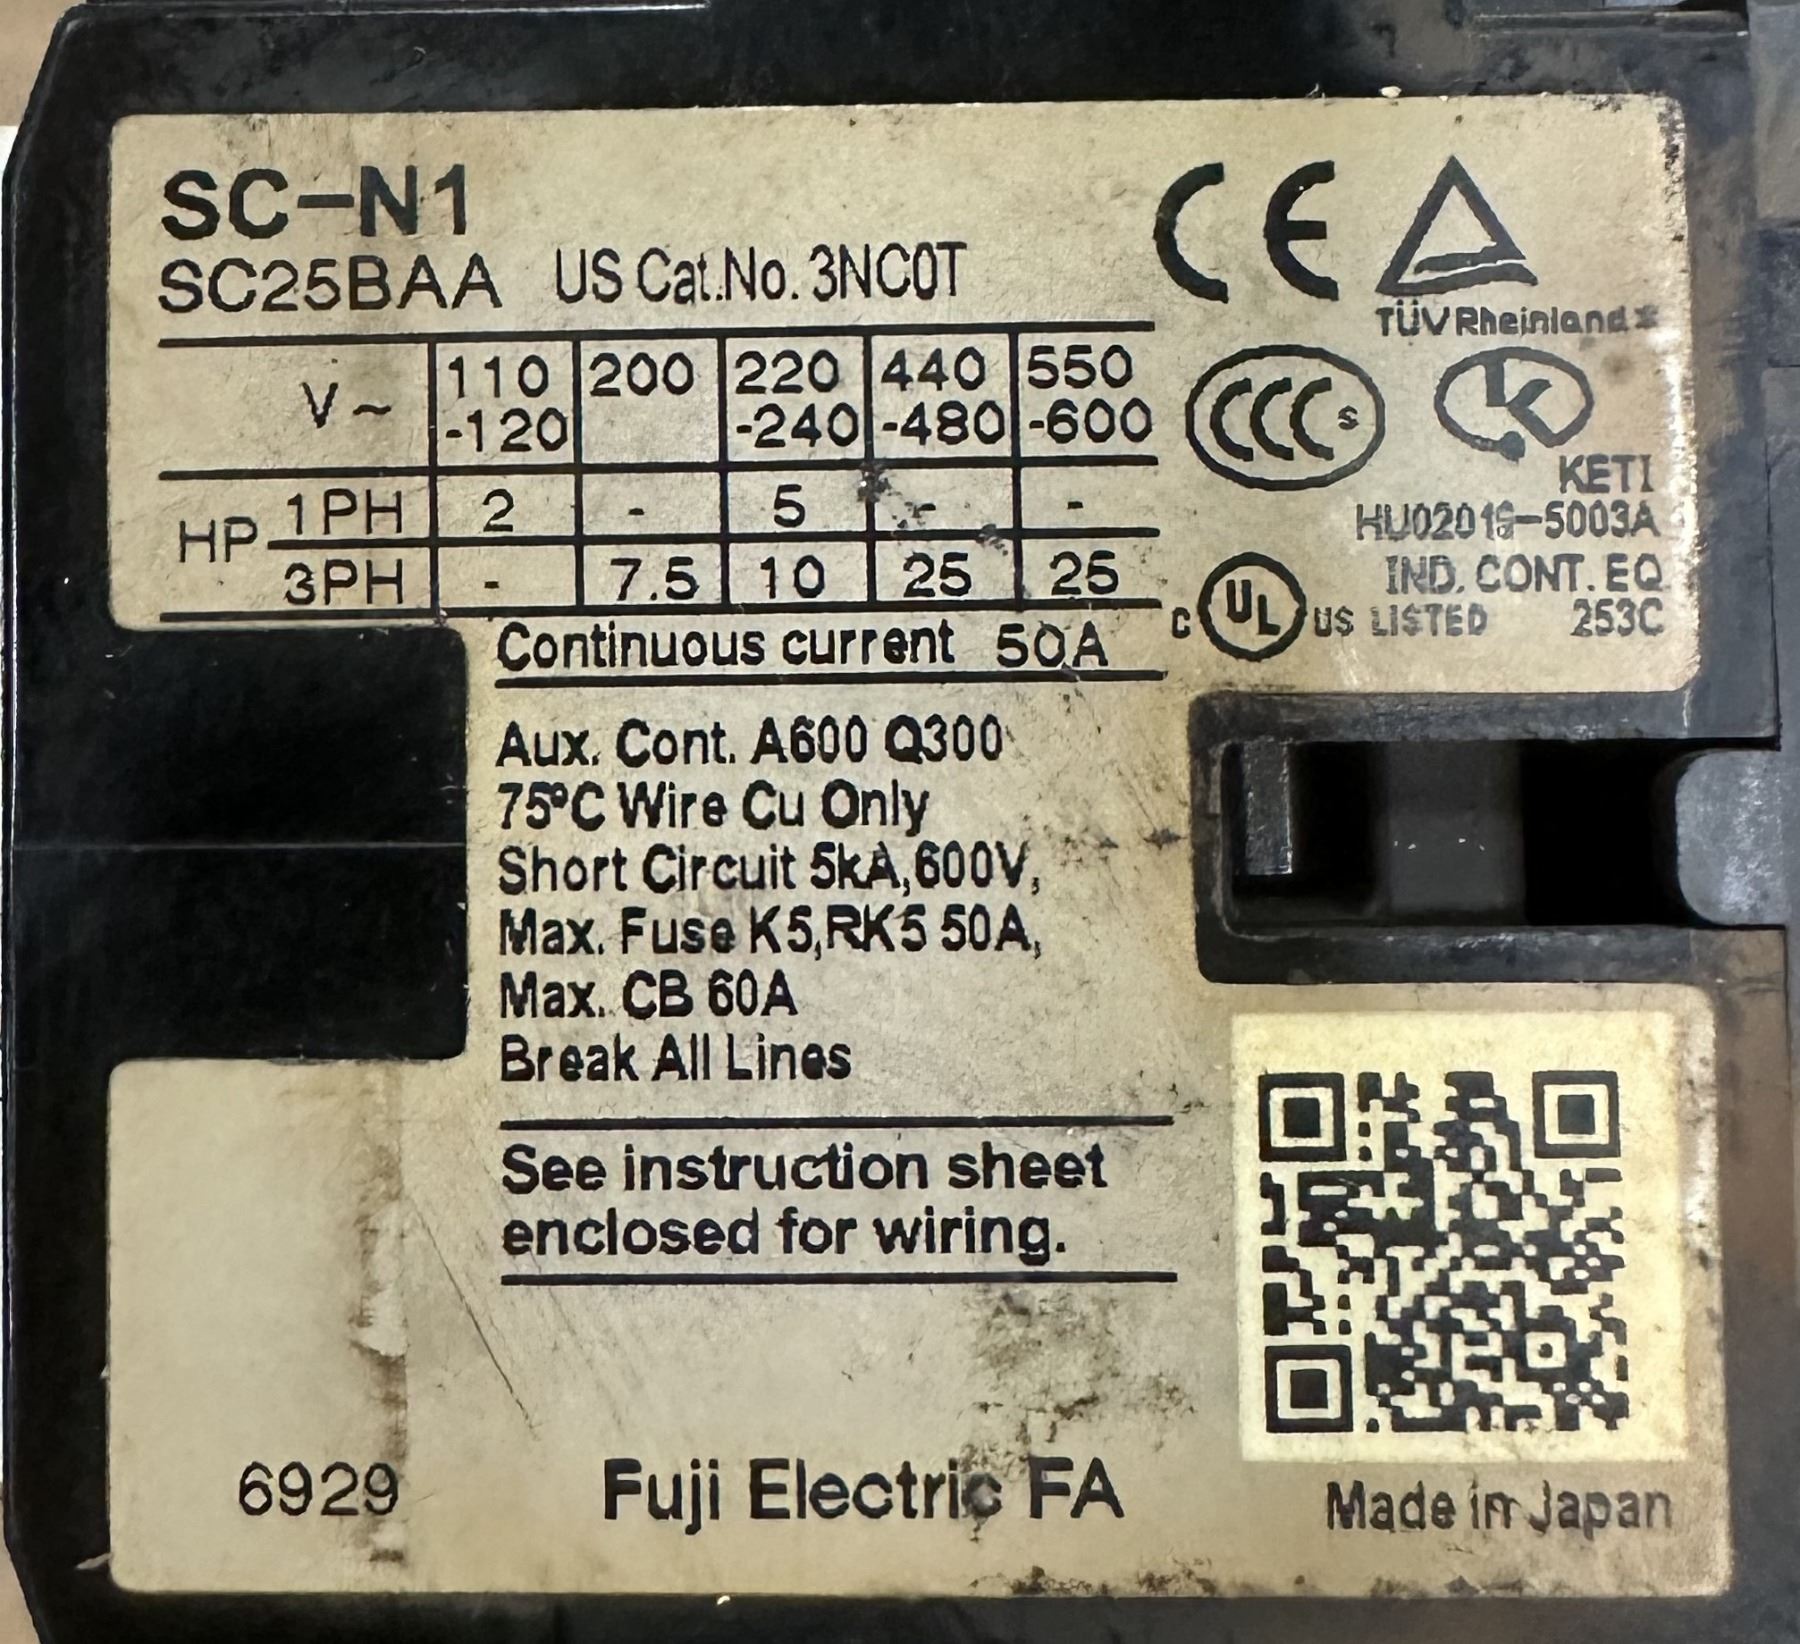 SC-N1
SC25BAA US Cat.No. 3NC0T
CE
TÜV Rheinland
V~ 110-120 200 220-240 440-480 550-600
HP 1PH 2 - 5 - -
3PH - 7.5 10 25 25
CCC S
KETI
IND. CONT. EQ
C UL US LISTED 253C
Continuous current 50A
Aux. Cont. A600 Q300
75°C Wire Cu Only
Short Circuit 5kA,600V,
Max. Fuse K5,RK5 50A,
Max. CB 60A
Break All Lines
See instruction sheet
enclosed for wiring.
6929 Fuji Electric FA
Made in Japan